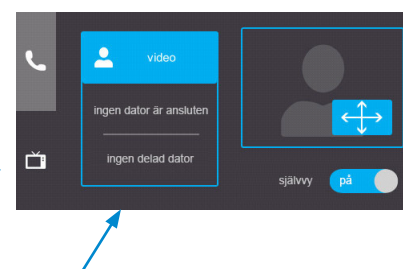 video
ingen dator är ansluten
ingen delad dator
självvy
på